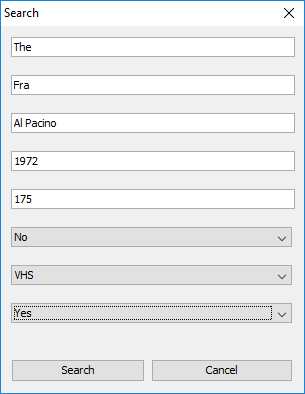 Search
The
Fra
Al Pacino
1972
175
No
VHS
Yes
Search
Cancel